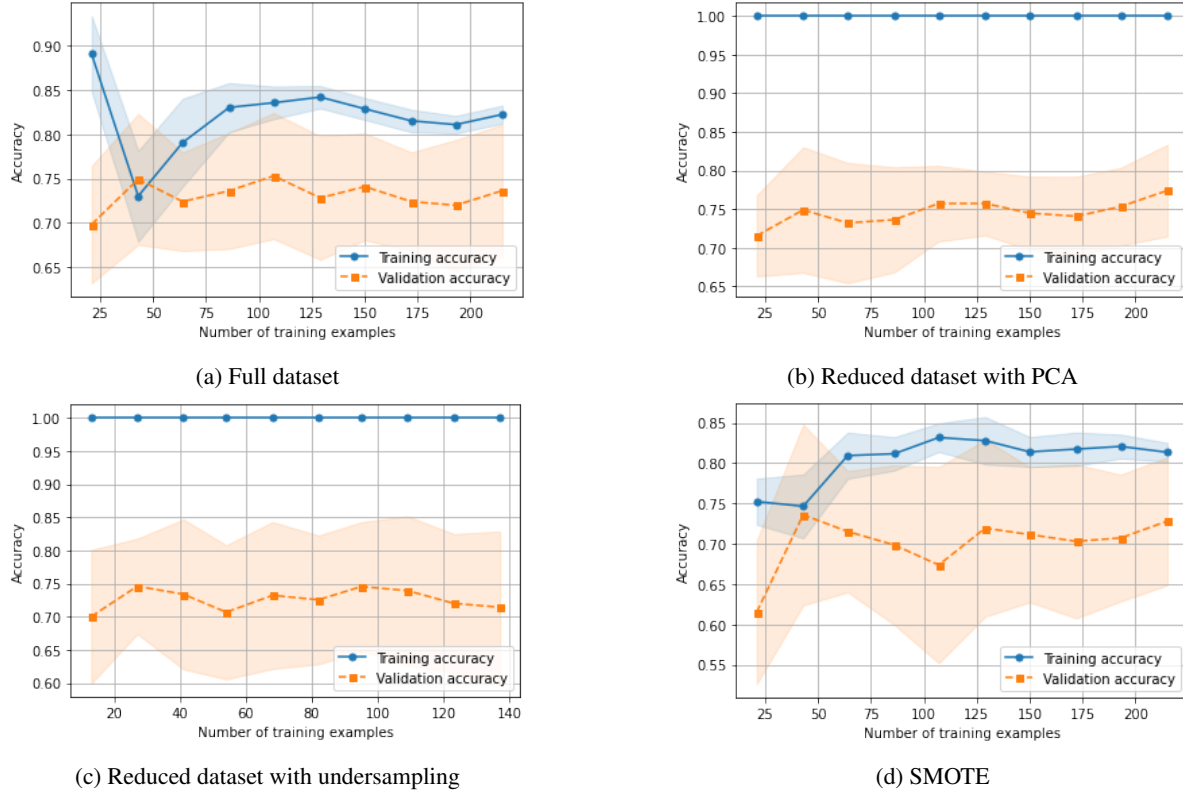 0.90
0.85
0.80
0.75
0.70
0.65
Accuracy
Training accuracy
Validation accuracy
25 50 75 100 125 150 175 200
Number of training examples
(a) Full dataset
1.00
0.95
0.90
0.85
0.80
0.75
0.70
0.65
Accuracy
Training accuracy
Validation accuracy
25 50 75 100 125 150 175 200
Number of training examples
(b) Reduced dataset with PCA
1.00
0.95
0.90
0.85
0.80
0.75
0.70
0.65
0.60
Accuracy
Training accuracy
Validation accuracy
20 40 60 80 100 120 140
Number of training examples
(c) Reduced dataset with undersampling
0.85
0.80
0.75
0.70
0.65
0.60
0.55
Accuracy
Training accuracy
Validation accuracy
25 50 75 100 125 150 175 200
Number of training examples
(d) SMOTE